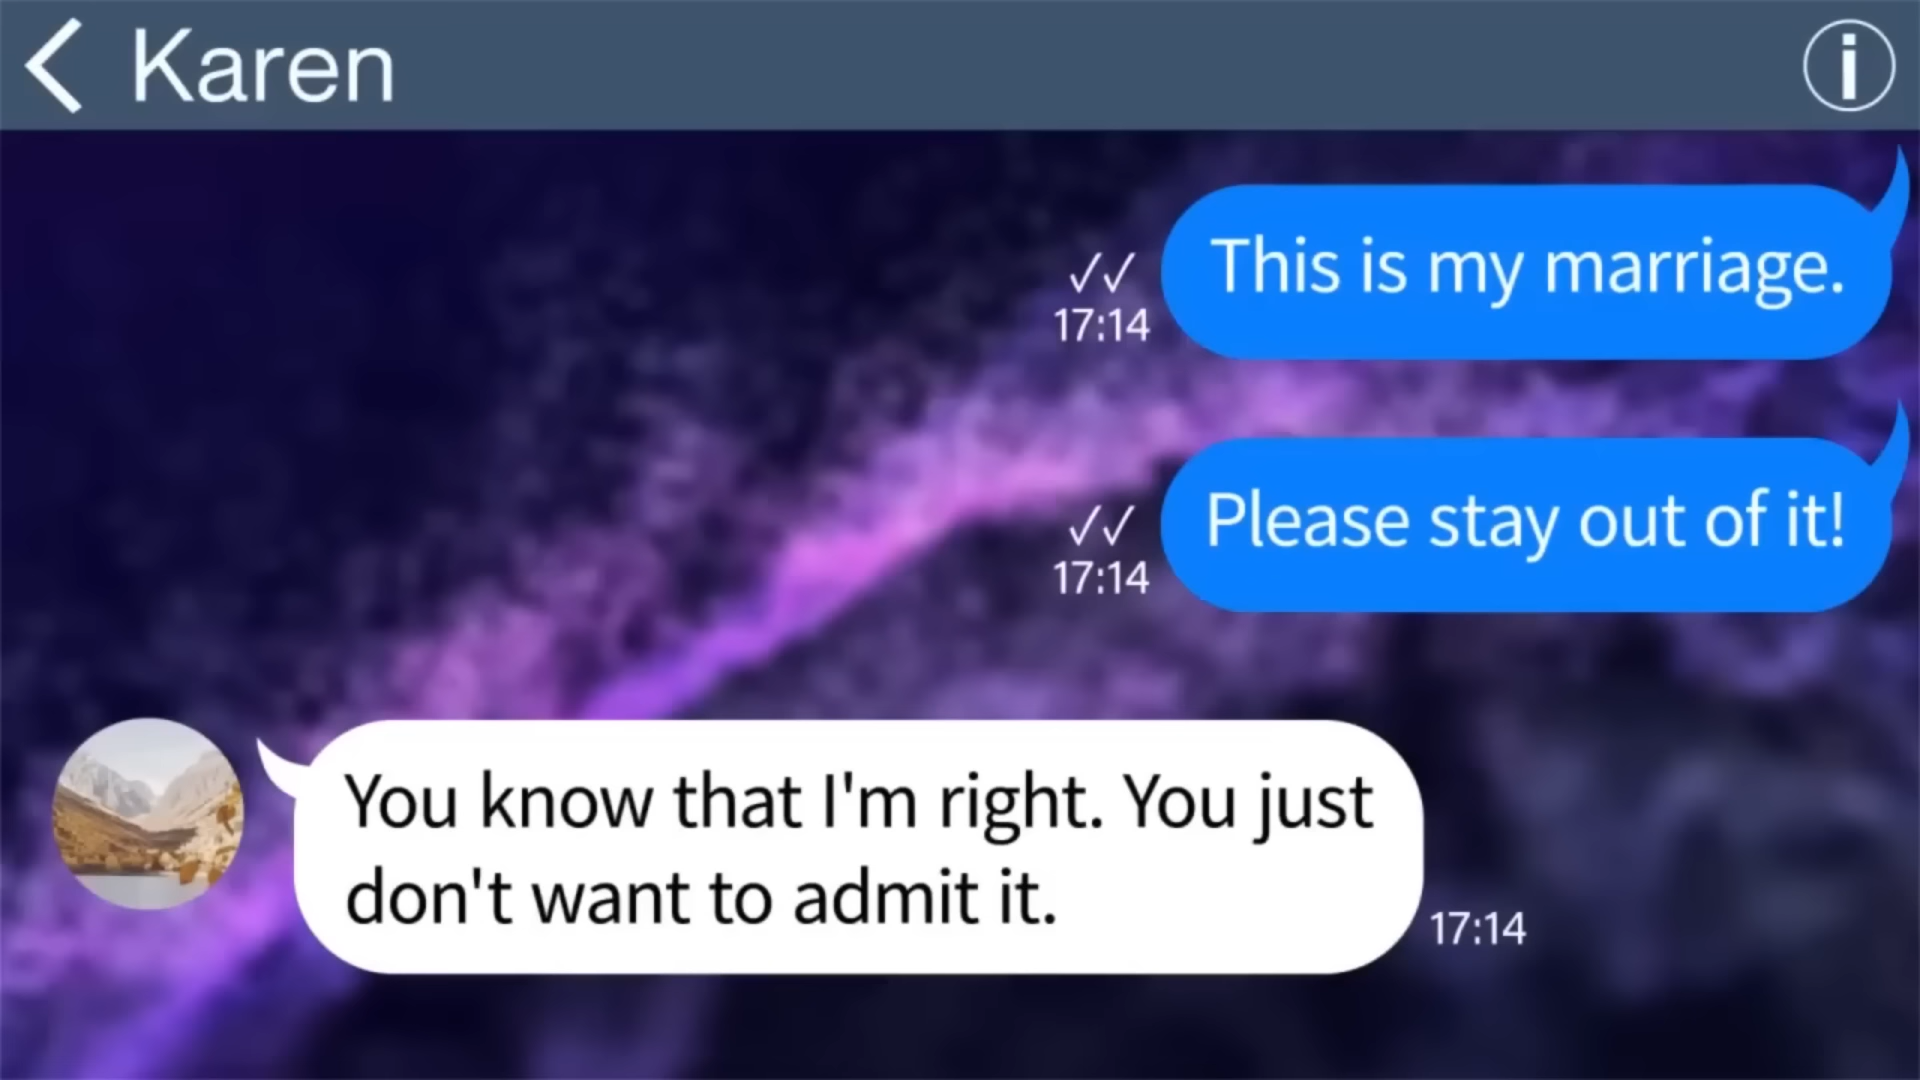 Karen
This is my marriage.
✓✓
17:14
Please stay out of it!
✓✓
17:14
You know that I'm right. You just
don't want to admit it.
17:14